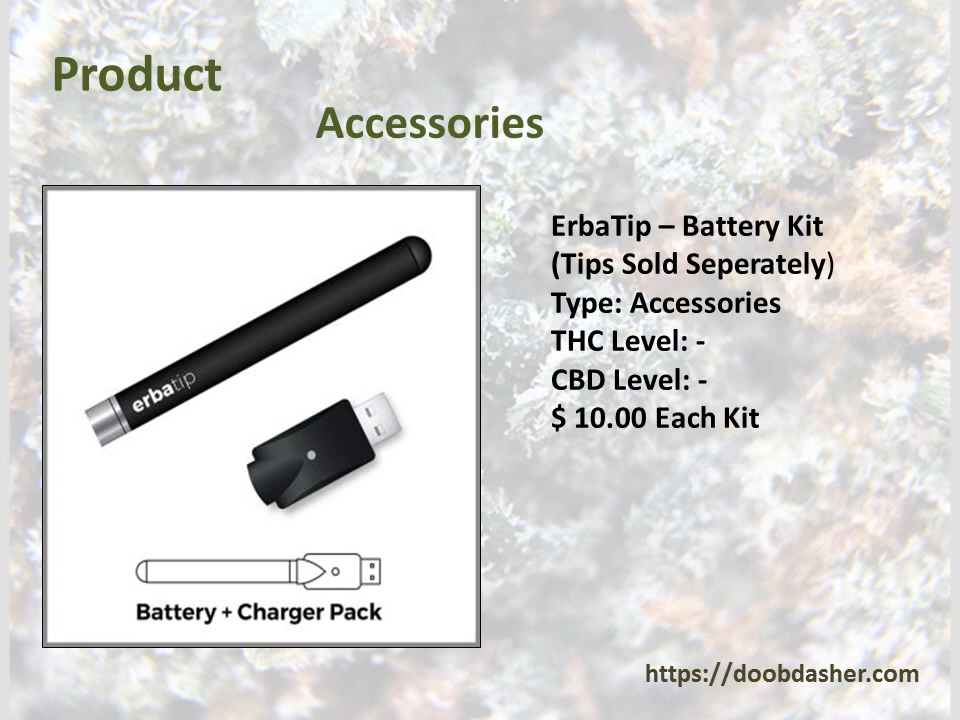 Product
Accessories
erbatip
Battery + Charger Pack
ErbaTip – Battery Kit
(Tips Sold Seperately)
Type: Accessories
THC Level: -
CBD Level: -
$ 10.00 Each Kit
https://doobdasher.com